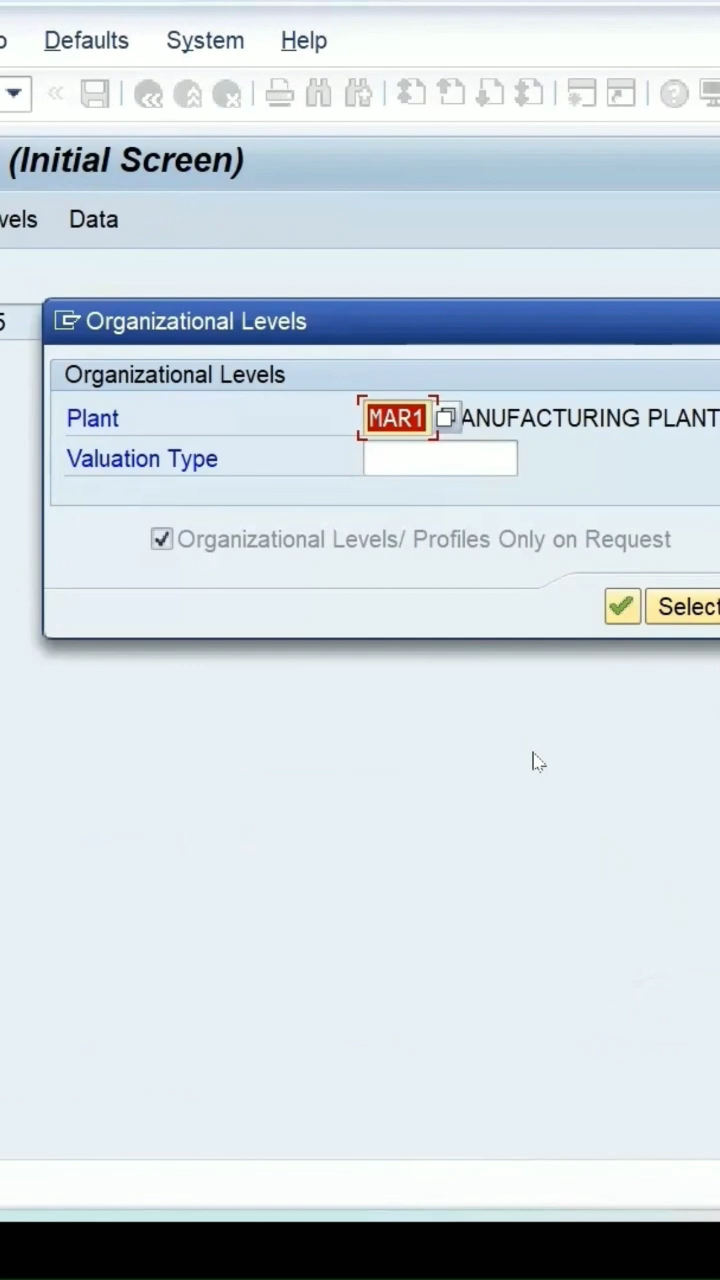 Defaults System Help
(Initial Screen)
Data
5
Organizational Levels
Organizational Levels
Plant MAR1 ANUFACTURING PLANT
Valuation Type
Organizational Levels/ Profiles Only on Request
Select